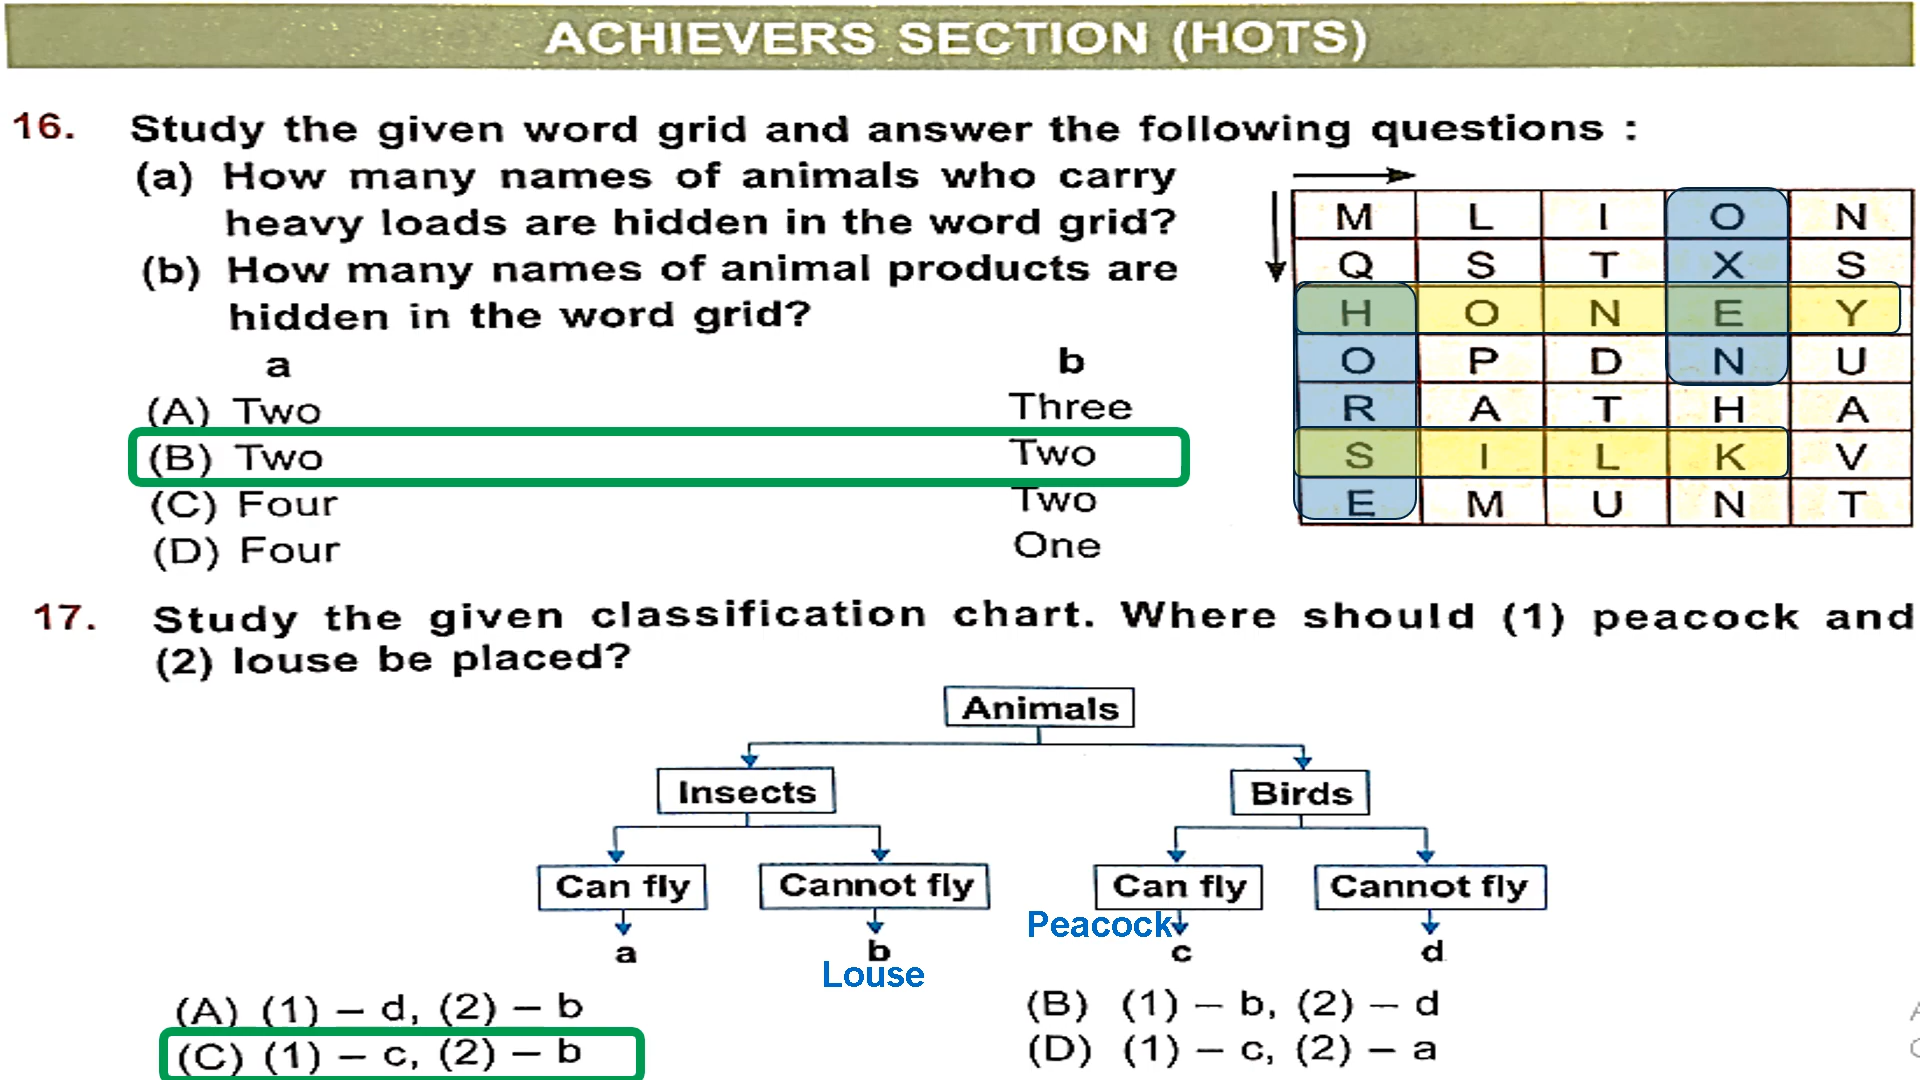 ACHIEVERS SECTION (HOTS)
16. Study the given word grid and answer the following questions :
(a) How many names of animals who carry
heavy loads are hidden in the word grid?
(b) How many names of animal products are
hidden in the word grid?
a b
(A) Two Three
(B) Two Two
(C) Four Two
(D) Four One
M L I O N
Q S T X S
H O N E Y
O P D N U
R A T H A
S I L K V
E M U N T
17. Study the given classification chart. Where should (1) peacock and
(2) louse be placed?
Animals
Insects Birds
Can fly Cannot fly Can fly Cannot fly
Peacock
a b c d
Louse
(A) (1) – d, (2) – b (B) (1) – b, (2) – d
(C) (1) – c, (2) – b (D) (1) – c, (2) – a